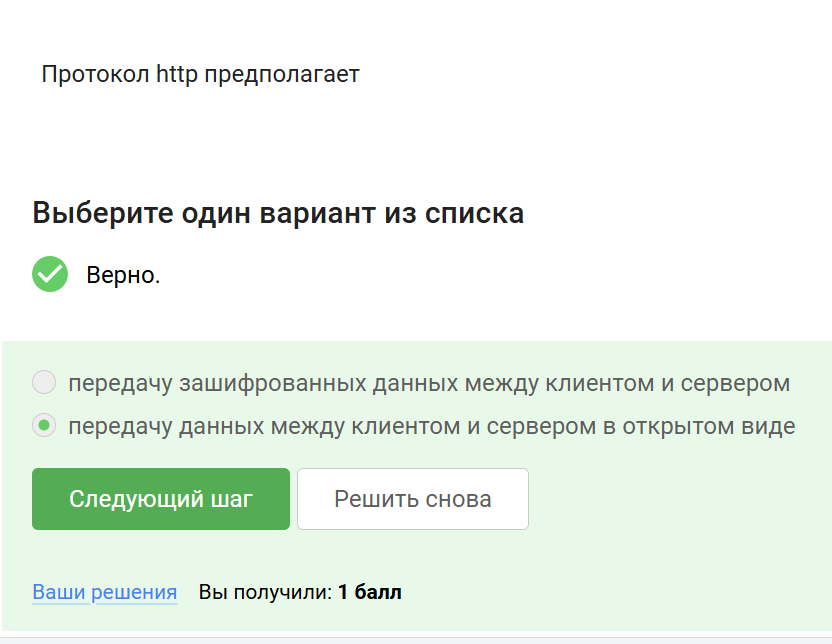 Протокол http предполагает
Выберите один вариант из списка
Верно.
передачу зашифрованных данных между клиентом и сервером
передачу данных между клиентом и сервером в открытом виде
Следующий шаг
Решить снова
Ваши решения Вы получили: 1 балл